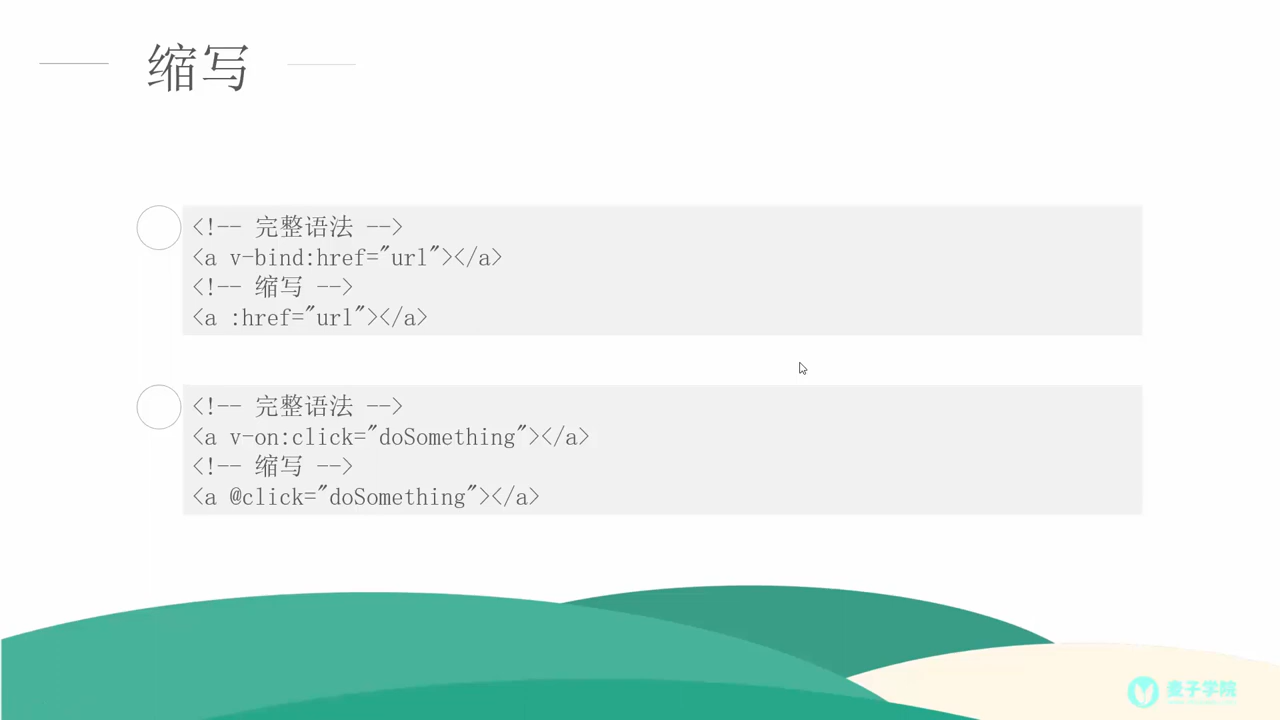 缩写
<!-- 完整语法 -->
<a v-bind:href="url"></a>
<!-- 缩写 -->
<a :href="url"></a>
<!-- 完整语法 -->
<a v-on:click="doSomething"></a>
<!-- 缩写 -->
<a @click="doSomething"></a>
麦子学院